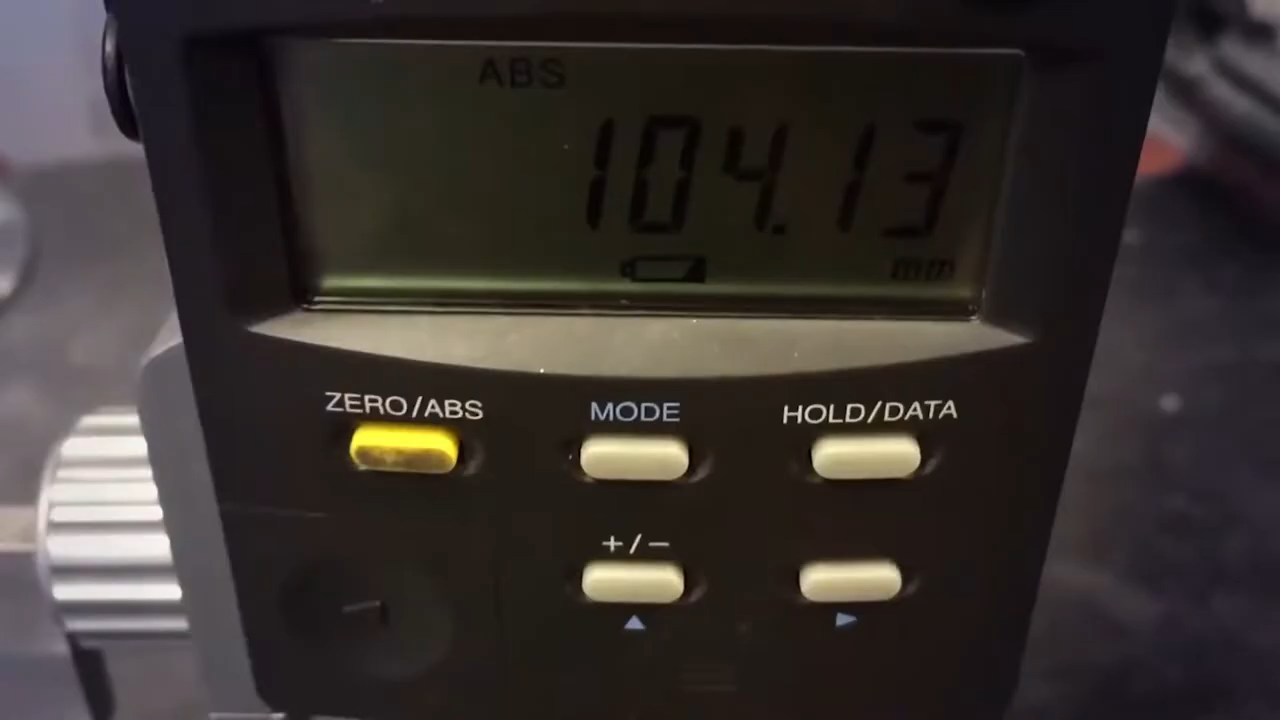 ABS
104.13
mm
ZERO/ABS MODE HOLD/DATA
+/−